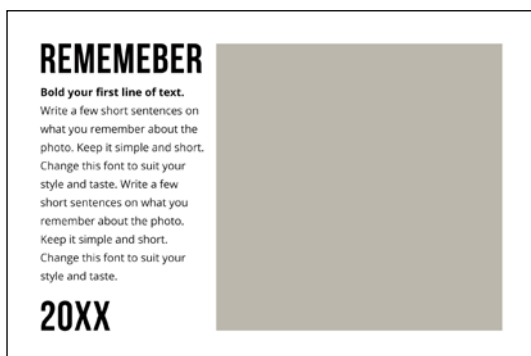 REMEMEBER
Bold your first line of text.
Write a few short sentences on
what you remember about the
photo. Keep it simple and short.
Change this font to suit your
style and taste. Write a few
short sentences on what you
remember about the photo.
Keep it simple and short.
Change this font to suit your
style and taste.
20XX